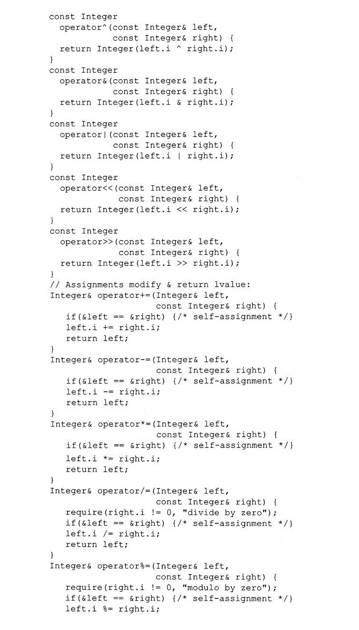 const Integer
  operator^(const Integer& left,
            const Integer& right) {
  return Integer(left.i ^ right.i);
}
const Integer
  operator&(const Integer& left,
            const Integer& right) {
  return Integer(left.i & right.i);
}
const Integer
  operator|(const Integer& left,
            const Integer& right) {
  return Integer(left.i | right.i);
}
const Integer
  operator<<(const Integer& left,
             const Integer& right) {
  return Integer(left.i << right.i);
}
const Integer
  operator>>(const Integer& left,
             const Integer& right) {
  return Integer(left.i >> right.i);
}
// Assignments modify & return lvalue:
Integer& operator+=(Integer& left,
                    const Integer& right) {
   if(&left == &right) {/* self-assignment */}
   left.i += right.i;
   return left;
}
Integer& operator-=(Integer& left,
                    const Integer& right) {
   if(&left == &right) {/* self-assignment */}
   left.i -= right.i;
   return left;
}
Integer& operator*=(Integer& left,
                    const Integer& right) {
   if(&left == &right) {/* self-assignment */}
   left.i *= right.i;
   return left;
}
Integer& operator/=(Integer& left,
                    const Integer& right) {
   require(right.i != 0, "divide by zero");
   if(&left == &right) {/* self-assignment */}
   left.i /= right.i;
   return left;
}
Integer& operator%=(Integer& left,
                    const Integer& right) {
   require(right.i != 0, "modulo by zero");
   if(&left == &right) {/* self-assignment */}
   left.i %= right.i;